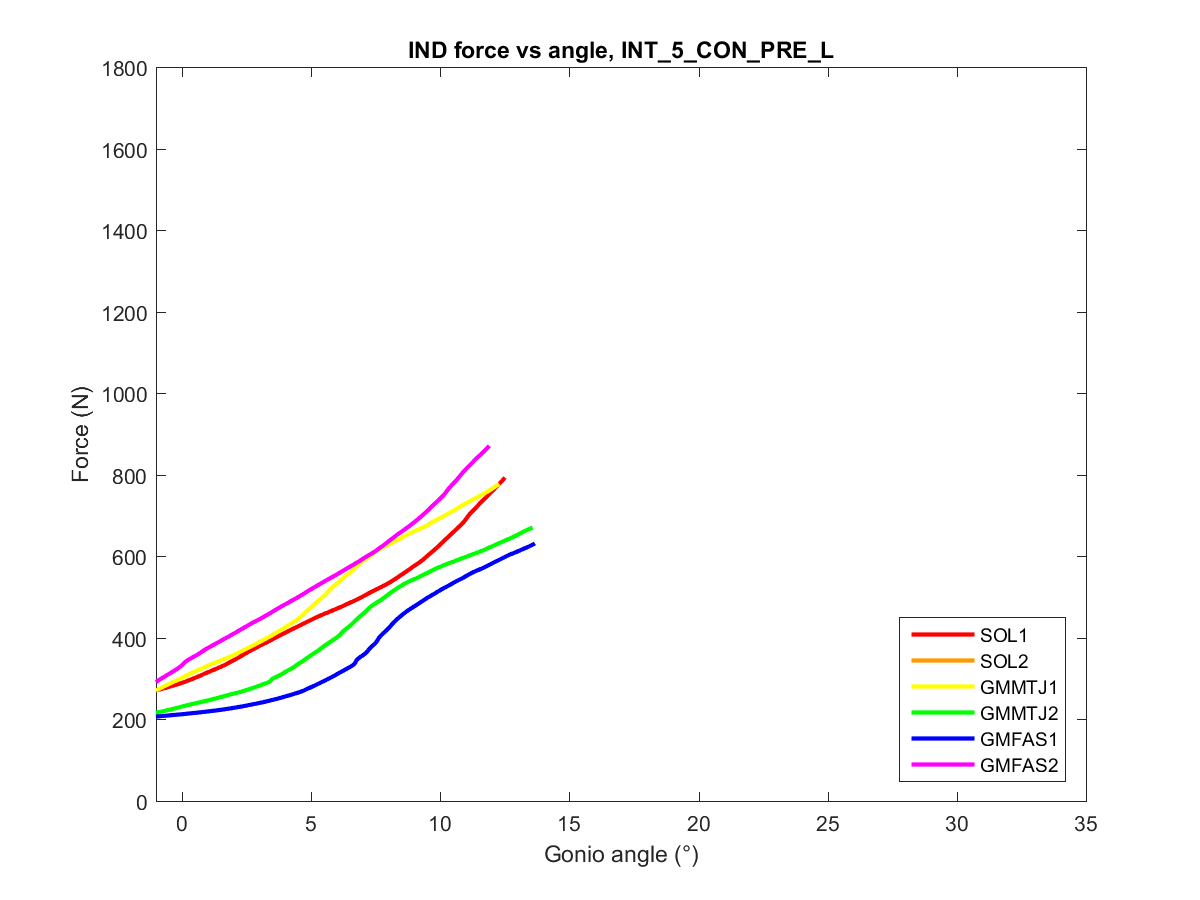 IND force vs angle, INT_5_CON_PRE_L
1800
1600
1400
1200
1000
800
600
400
200
0
Force (N)
0 5 10 15 20 25 30 35
Gonio angle (°)
SOL1
SOL2
GMMTJ1
GMMTJ2
GMFAS1
GMFAS2